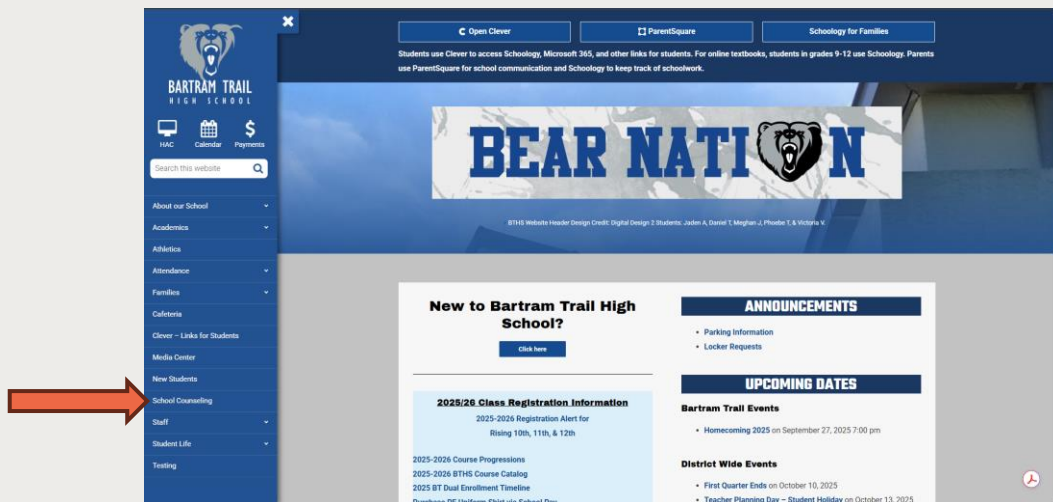 BARTRAM TRAIL
HIGH SCHOOL
HAC Calendar Payments
Search this website
About our School
Academics
Athletics
Attendance
Families
Cafeteria
Clever – Links for Students
Media Center
New Students
School Counseling
Staff
Student Life
Testing
Open Clever
ParentSquare
Schoology for Families
Students use Clever to access Schoology, Microsoft 365, and other links for students. For online textbooks, students in grades 9-12 use Schoology. Parents
use ParentSquare for school communication and Schoology to keep track of schoolwork.
BEAR NATION
BTHS Website Header Design Credit: Digital Design 2 Students: Jaden A, Daniel T, Meghan J, Phoebe T, & Victoria V.
New to Bartram Trail High
School?
Click here
2025/26 Class Registration Information
2025-2026 Registration Alert for
Rising 10th, 11th, & 12th
2025-2026 Course Progressions
2025-2026 BTHS Course Catalog
2025 BT Dual Enrollment Timeline
Purchase PE Uniform Shirt via School Pay
ANNOUNCEMENTS
Parking Information
Locker Requests
UPCOMING DATES
Bartram Trail Events
Homecoming 2025 on September 27, 2025 7:00 pm
District Wide Events
First Quarter Ends on October 10, 2025
Teacher Planning Day – Student Holiday on October 13, 2025